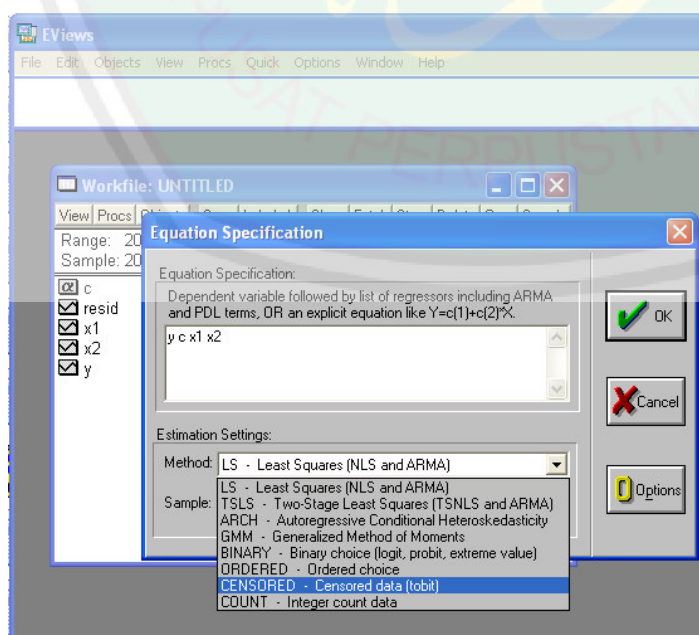 EViews
File Edit Objects View Procs Quick Options Window Help
PUSAT PERPUSTAK
Workfile: UNTITLED
View Procs
Range: 20
Sample: 20
c
resid
x1
x2
y
Equation Specification
Equation Specification:
Dependent variable followed by list of regressors including ARMA
and PDL terms, OR an explicit equation like Y=c(1)+c(2)*X.
y c x1 x2
OK
Cancel
Options
Estimation Settings:
Method: LS - Least Squares (NLS and ARMA)
Sample:
LS - Least Squares (NLS and ARMA)
TSLS - Two-Stage Least Squares (TSNLS and ARMA)
ARCH - Autoregressive Conditional Heteroskedasticity
GMM - Generalized Method of Moments
BINARY - Binary choice (logit, probit, extreme value)
ORDERED - Ordered choice
CENSORED - Censored data (tobit)
COUNT - Integer count data